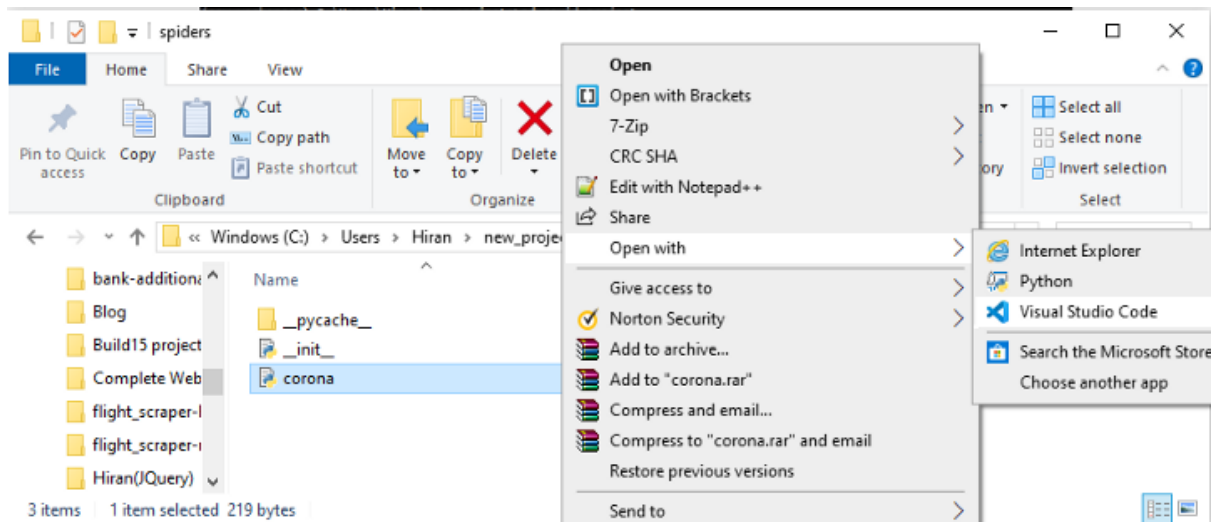 spiders
File Home Share View
Pin to Quick access
Copy
Paste
Cut
Copy path
Paste shortcut
Clipboard
Move to
Copy to
Delete
Organize
Select all
Select none
Invert selection
Select
« Windows (C:) > Users > Hiran >
bank-additiona
Blog
Build15 project
Complete Web
flight_scraper-
flight_scraper-
Hiran(JQuery)
Name
__pycache__
__init__
corona
3 items 1 item selected 219 bytes
Open
Open with Brackets
7-Zip
CRC SHA
Edit with Notepad++
Share
Open with
Give access to
Norton Security
Add to archive...
Add to "corona.rar"
Compress and email...
Compress to "corona.rar" and email
Restore previous versions
Send to
Internet Explorer
Python
Visual Studio Code
Search the Microsoft Store
Choose another app